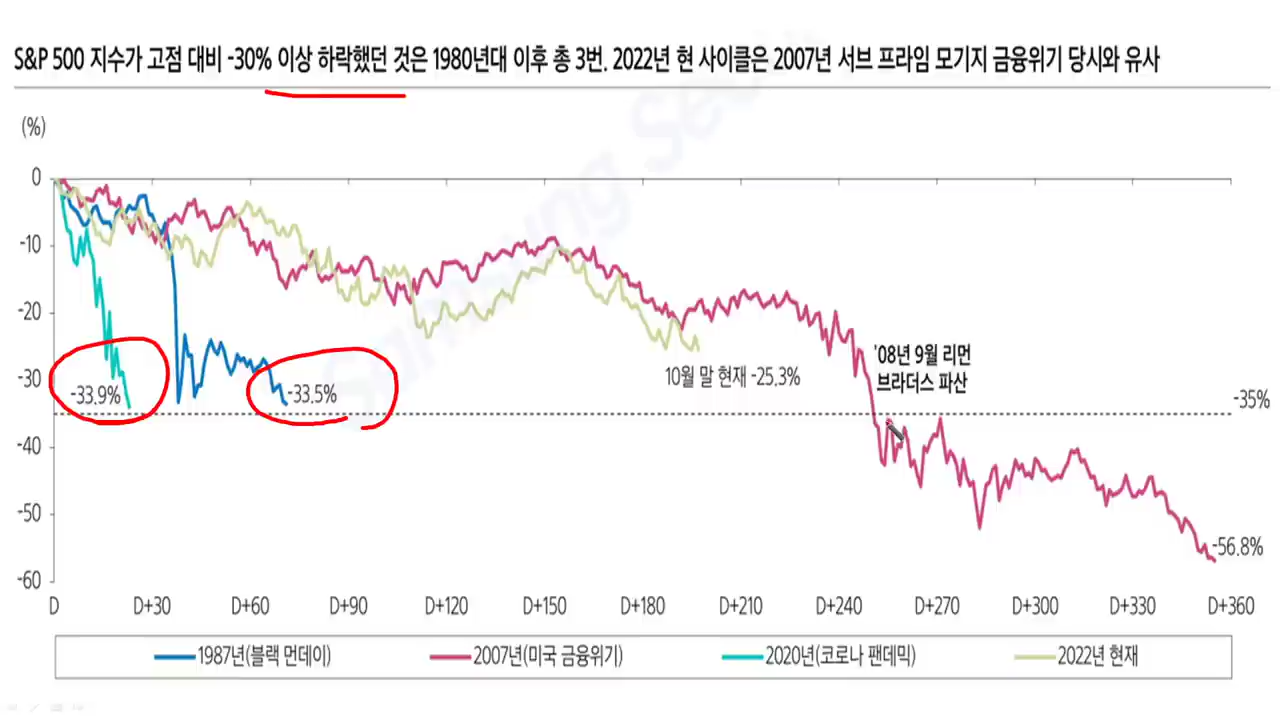 S&P 500 지수가 고점 대비 -30% 이상 하락했던 것은 1980년대 이후 총 3번. 2022년 현 사이클은 2007년 서브 프라임 모기지 금융위기 당시와 유사
(%)
0
-10
-20
-30
-40
-50
-60
-33.9%
-33.5%
10월 말 현재 -25.3%
'08년 9월 리먼
브라더스 파산
-35%
-56.8%
D D+30 D+60 D+90 D+120 D+150 D+180 D+210 D+240 D+270 D+300 D+330 D+360
1987년(블랙 먼데이) 2007년(미국 금융위기) 2020년(코로나 팬데믹) 2022년 현재